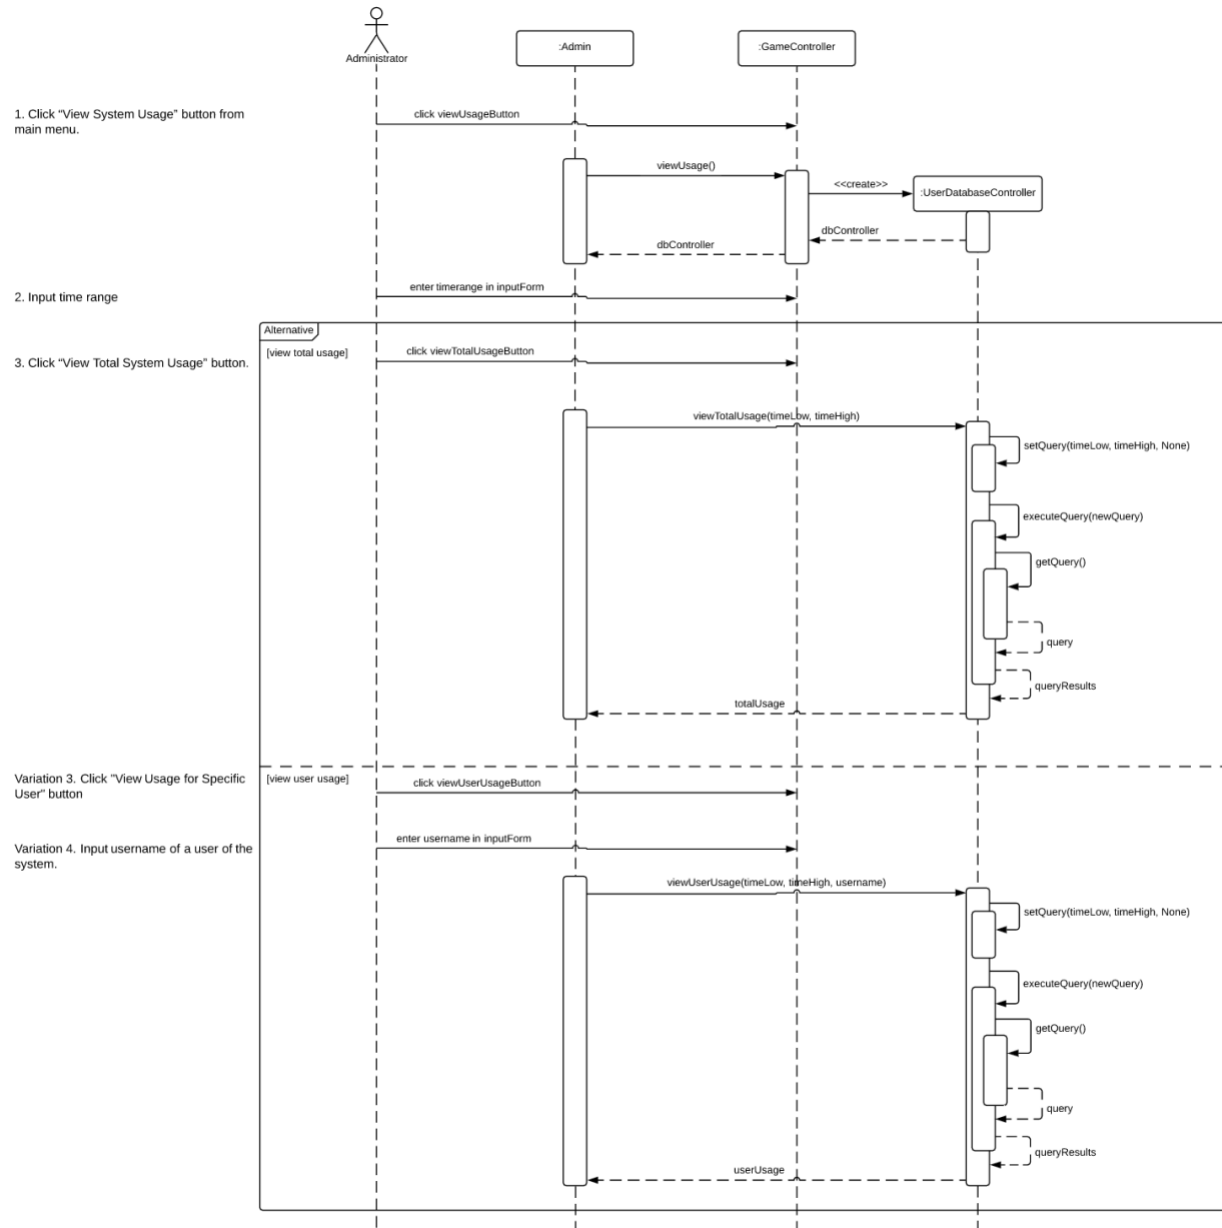 Administrator
:Admin
:GameController
1. Click "View System Usage" button from
main menu.
click viewUsageButton
viewUsage()
<<create>>
:UserDatabaseController
dbController
dbController
2. Input time range
enter timerange in inputForm
Alternative
[view total usage]
3. Click "View Total System Usage" button.
click viewTotalUsageButton
viewTotalUsage(timeLow, timeHigh)
setQuery(timeLow, timeHigh, None)
executeQuery(newQuery)
getQuery()
query
queryResults
totalUsage
Variation 3. Click "View Usage for Specific
User" button
[view user usage]
click viewUserUsageButton
Variation 4. Input username of a user of the
system.
enter username in inputForm
viewUserUsage(timeLow, timeHigh, username)
setQuery(timeLow, timeHigh, None)
executeQuery(newQuery)
getQuery()
query
queryResults
userUsage